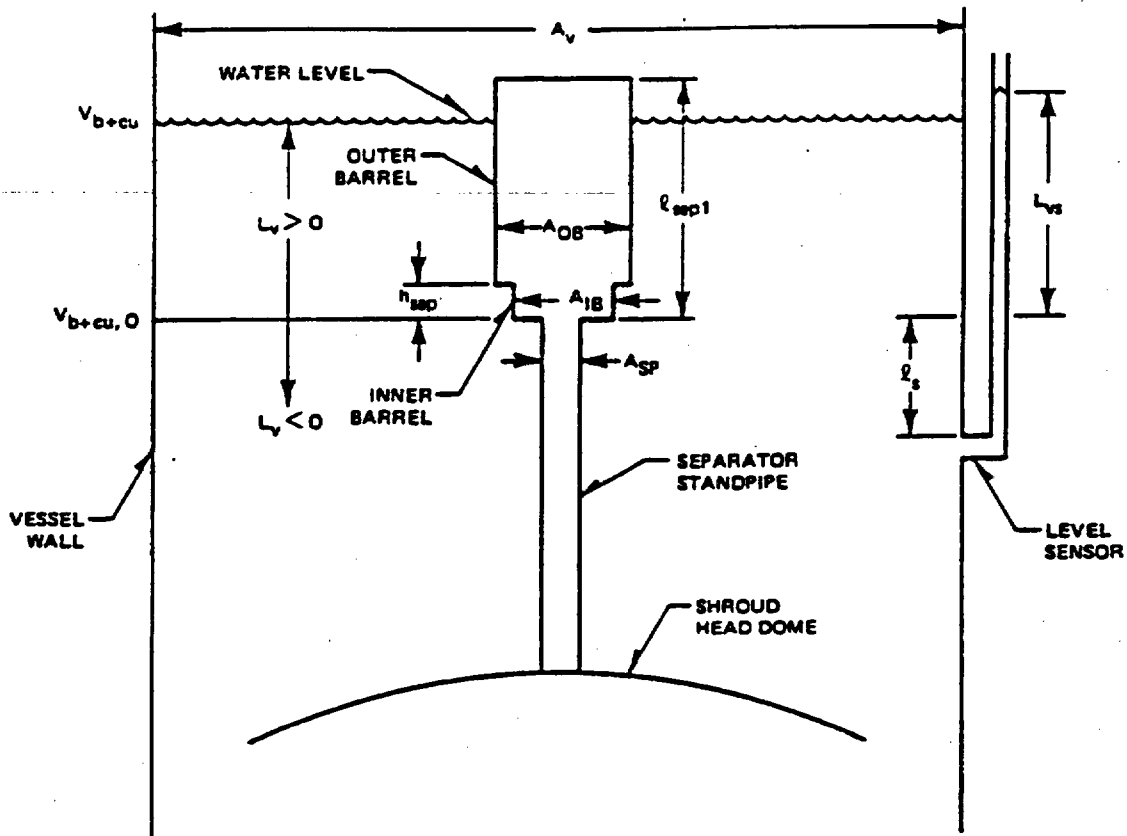 A_v
WATER LEVEL
V_b+cu
OUTER
BARREL
ℓ_sep1
L_vs
L_v > 0
A_OB
h_sep
A_IB
V_b+cu, 0
A_SP
ℓ_s
INNER
BARREL
L_v < 0
SEPARATOR
STANDPIPE
VESSEL
WALL
LEVEL
SENSOR
SHROUD
HEAD DOME